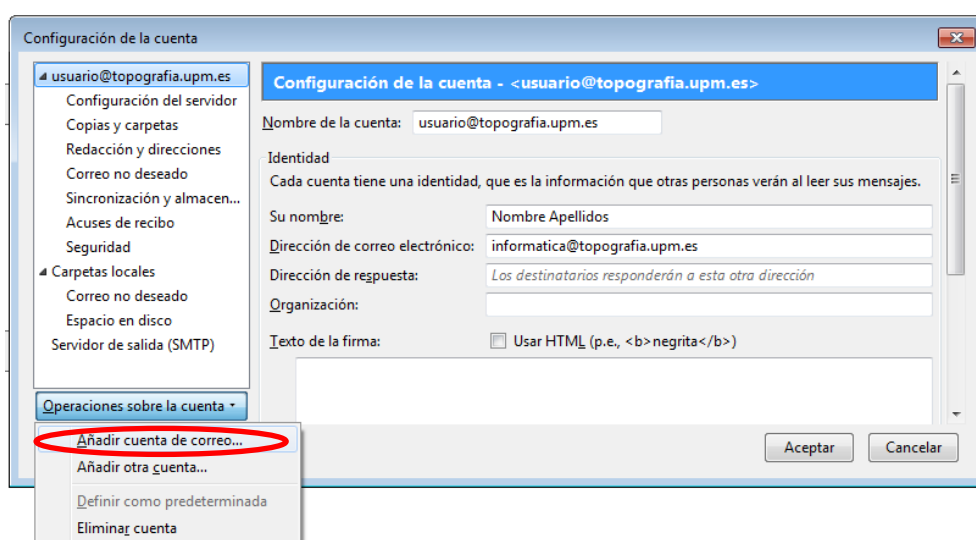 Configuración de la cuenta
usuario@topografia.upm.es
Configuración del servidor
Copias y carpetas
Redacción y direcciones
Correo no deseado
Sincronización y almacen...
Acuses de recibo
Seguridad
Carpetas locales
Correo no deseado
Espacio en disco
Servidor de salida (SMTP)
Operaciones sobre la cuenta
Añadir cuenta de correo...
Añadir otra cuenta...
Definir como predeterminada
Eliminar cuenta
Configuración de la cuenta - <usuario@topografia.upm.es>
Nombre de la cuenta: usuario@topografia.upm.es
Identidad
Cada cuenta tiene una identidad, que es la información que otras personas verán al leer sus mensajes.
Su nombre: Nombre Apellidos
Dirección de correo electrónico: informatica@topografia.upm.es
Dirección de respuesta: Los destinatarios responderán a esta otra dirección
Organización:
Texto de la firma: Usar HTML (p.e., <b>negrita</b>)
Aceptar Cancelar